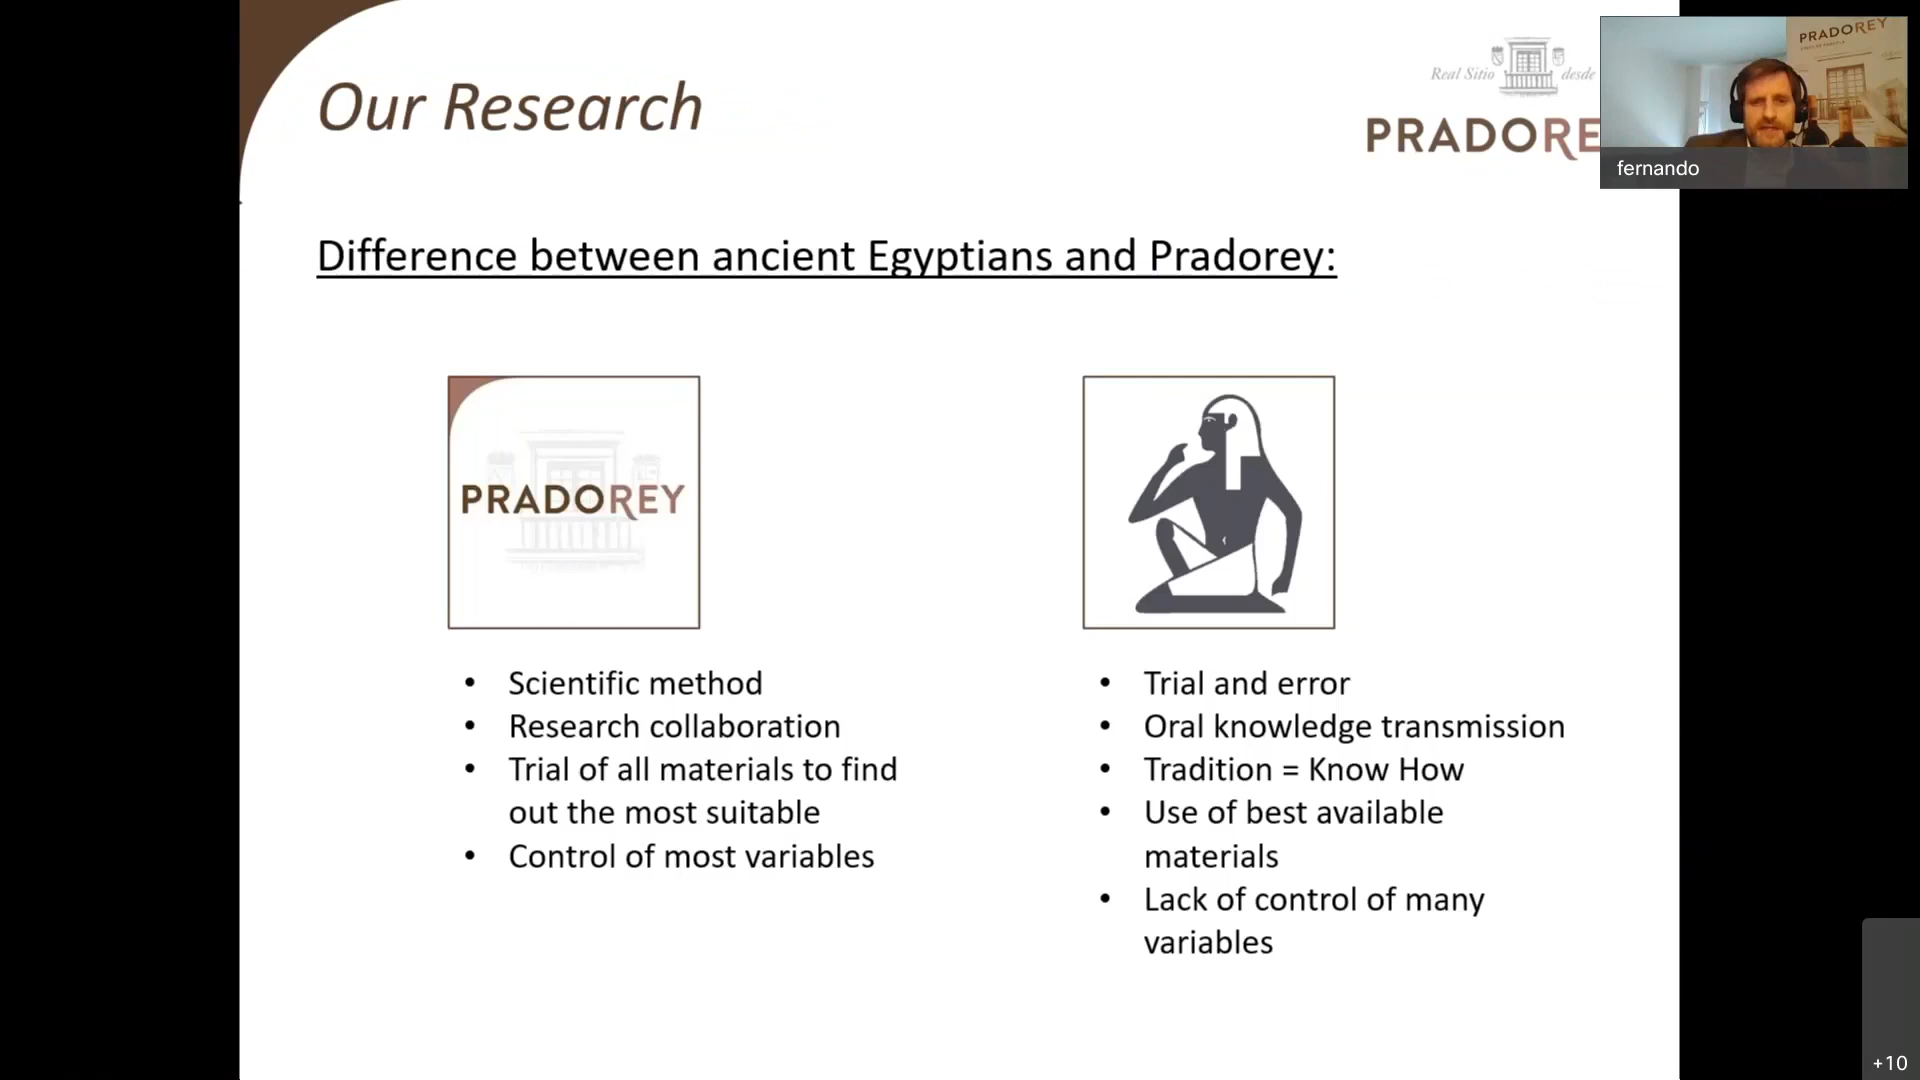 Our Research
Real Sitio desde
PRADORE
PRADOREY
fernando
Difference between ancient Egyptians and Pradorey:
PRADOREY
• Scientific method
• Research collaboration
• Trial of all materials to find
out the most suitable
• Control of most variables
• Trial and error
• Oral knowledge transmission
• Tradition = Know How
• Use of best available
materials
• Lack of control of many
variables
+10